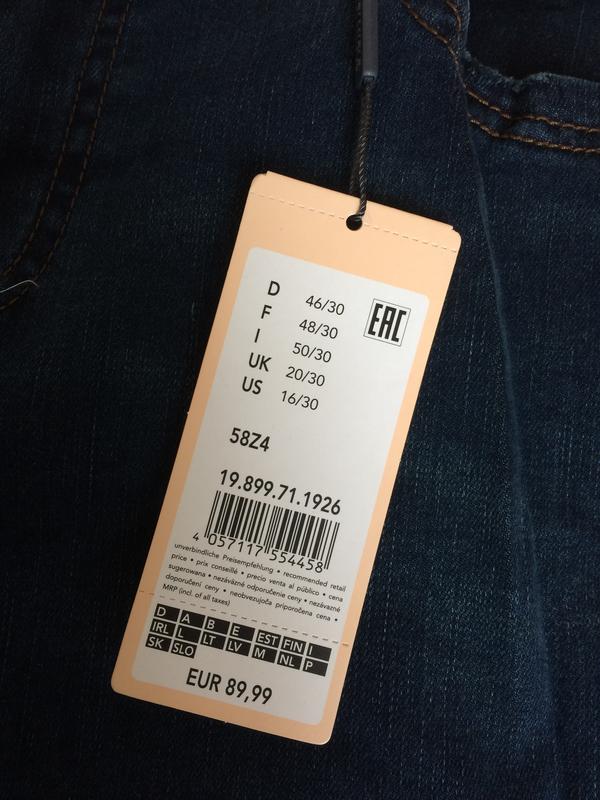 D 46/30
F 48/30
I 50/30
UK 20/30
US 16/30
EAC
58Z4
19.899.71.1926
4 057117 554458
unverbindliche Preisempfehlung • recommended retail
price • prix conseillé • precio venta al público • cena
sugerowana • nezáväzné odporučenie ceny • nezávazné
doporučení ceny • neobvezujoča priporočena cena •
MRP (incl. of all taxes)
D A B E EST FIN I
IRL L LT LV M NL P
SK SLO
EUR 89,99